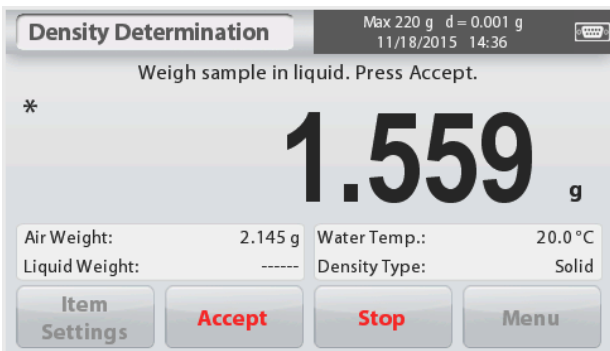 Density Determination
Max 220 g d = 0.001 g
11/18/2015 14:36
Weigh sample in liquid. Press Accept.
*
1.559 g
Air Weight: 2.145 g
Liquid Weight: ------
Water Temp.: 20.0 °C
Density Type: Solid
Item
Settings
Accept
Stop
Menu